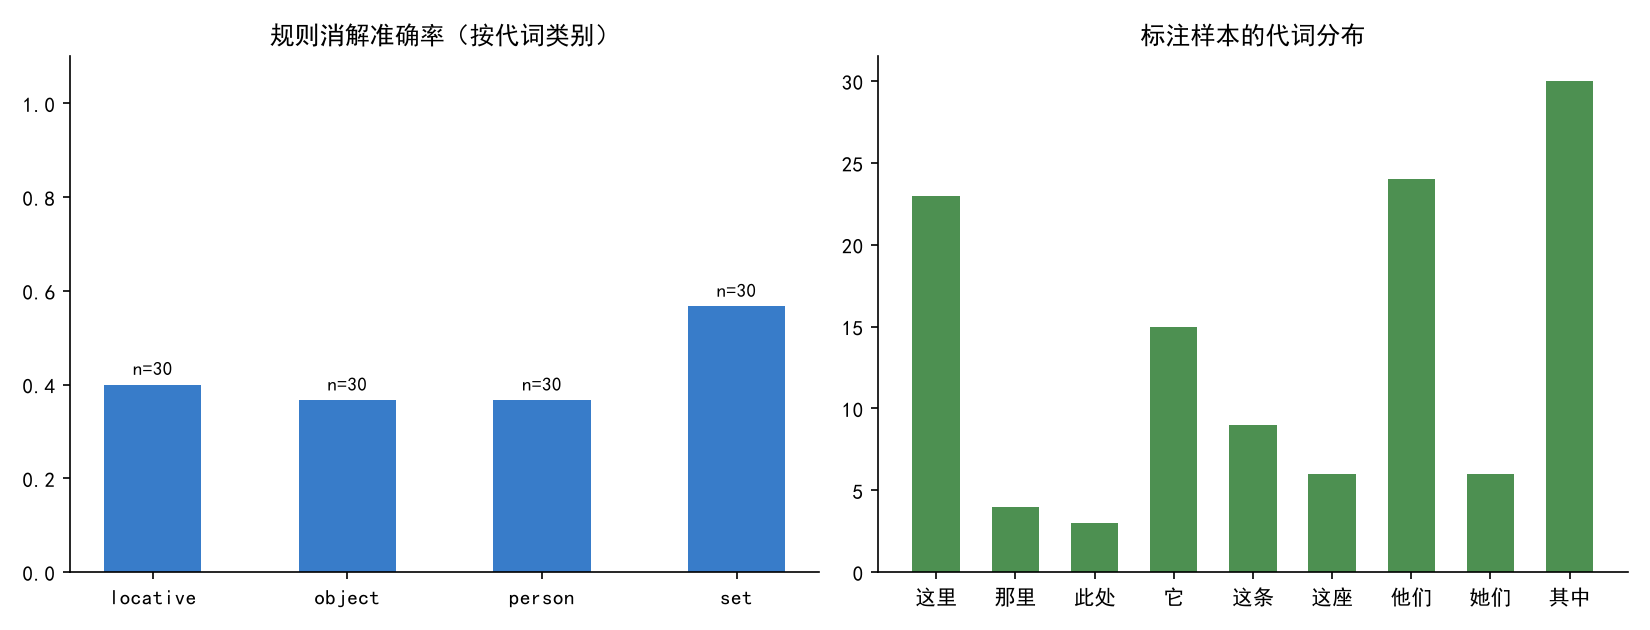 规则消解准确率（按代词类别）
1.0
0.8
0.6
0.4
0.2
0.0
n=30
n=30
n=30
n=30
locative
object
person
set
标注样本的代词分布
30
25
20
15
10
5
0
这里
那里
此处
它
这条
这座
他们
她们
其中